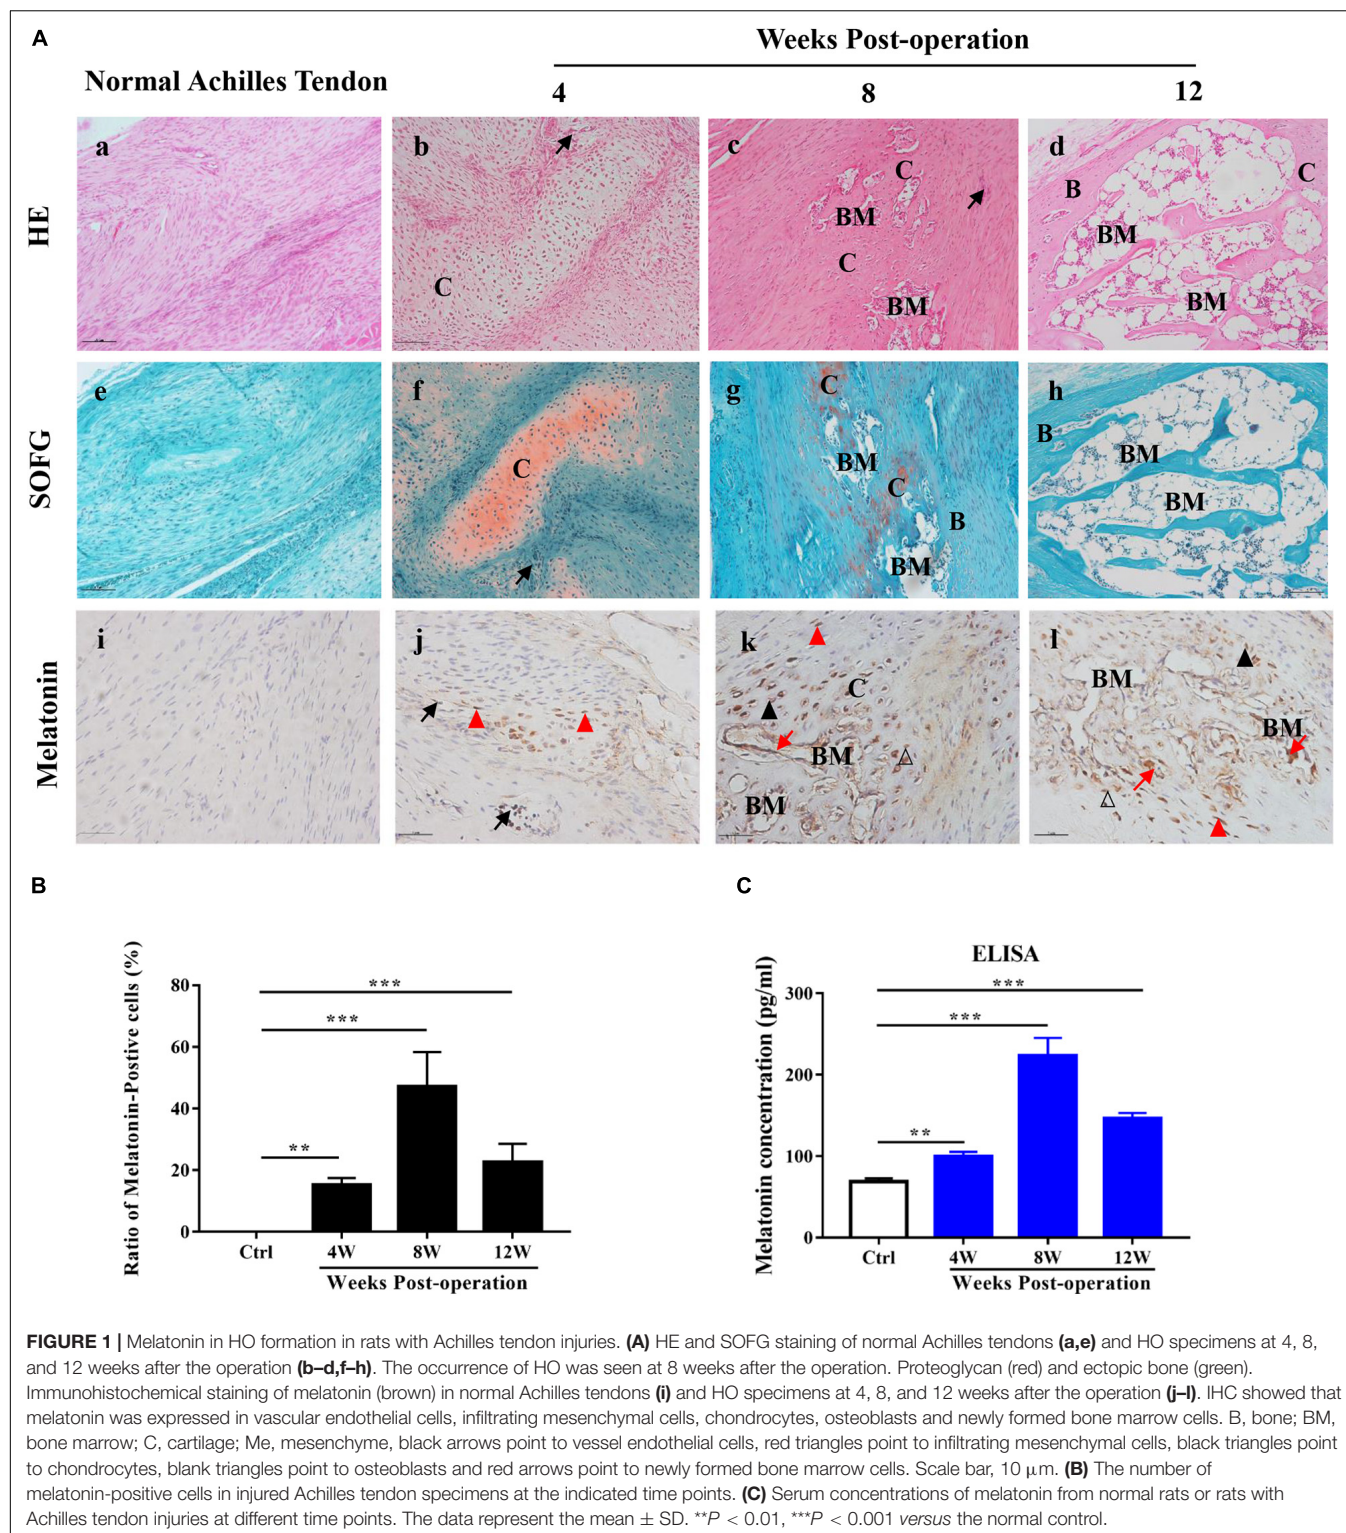 A
Weeks Post-operation
Normal Achilles Tendon
4
8
12
HE
a
b
C
c
C
BM
C
BM
d
B
C
BM
BM
SOFG
e
f
C
g
C
BM
C
B
BM
h
B
BM
BM
Melatonin
i
j
k
C
BM
BM
l
BM
BM
B
Ratio of Melatonin-Postive cells (%)
80
60
40
20
0
***
***
**
Ctrl
4W
8W
12W
Weeks Post-operation
C
ELISA
Melatonin concentration (pg/ml)
300
200
100
0
***
***
**
Ctrl
4W
8W
12W
Weeks Post-operation
FIGURE 1 | Melatonin in HO formation in rats with Achilles tendon injuries. (A) HE and SOFG staining of normal Achilles tendons (a,e) and HO specimens at 4, 8,
and 12 weeks after the operation (b–d,f–h). The occurrence of HO was seen at 8 weeks after the operation. Proteoglycan (red) and ectopic bone (green).
Immunohistochemical staining of melatonin (brown) in normal Achilles tendons (i) and HO specimens at 4, 8, and 12 weeks after the operation (j–l). IHC showed that
melatonin was expressed in vascular endothelial cells, infiltrating mesenchymal cells, chondrocytes, osteoblasts and newly formed bone marrow cells. B, bone; BM,
bone marrow; C, cartilage; Me, mesenchyme, black arrows point to vessel endothelial cells, red triangles point to infiltrating mesenchymal cells, black triangles point
to chondrocytes, blank triangles point to osteoblasts and red arrows point to newly formed bone marrow cells. Scale bar, 10 μm. (B) The number of
melatonin-positive cells in injured Achilles tendon specimens at the indicated time points. (C) Serum concentrations of melatonin from normal rats or rats with
Achilles tendon injuries at different time points. The data represent the mean ± SD. **P < 0.01, ***P < 0.001 versus the normal control.